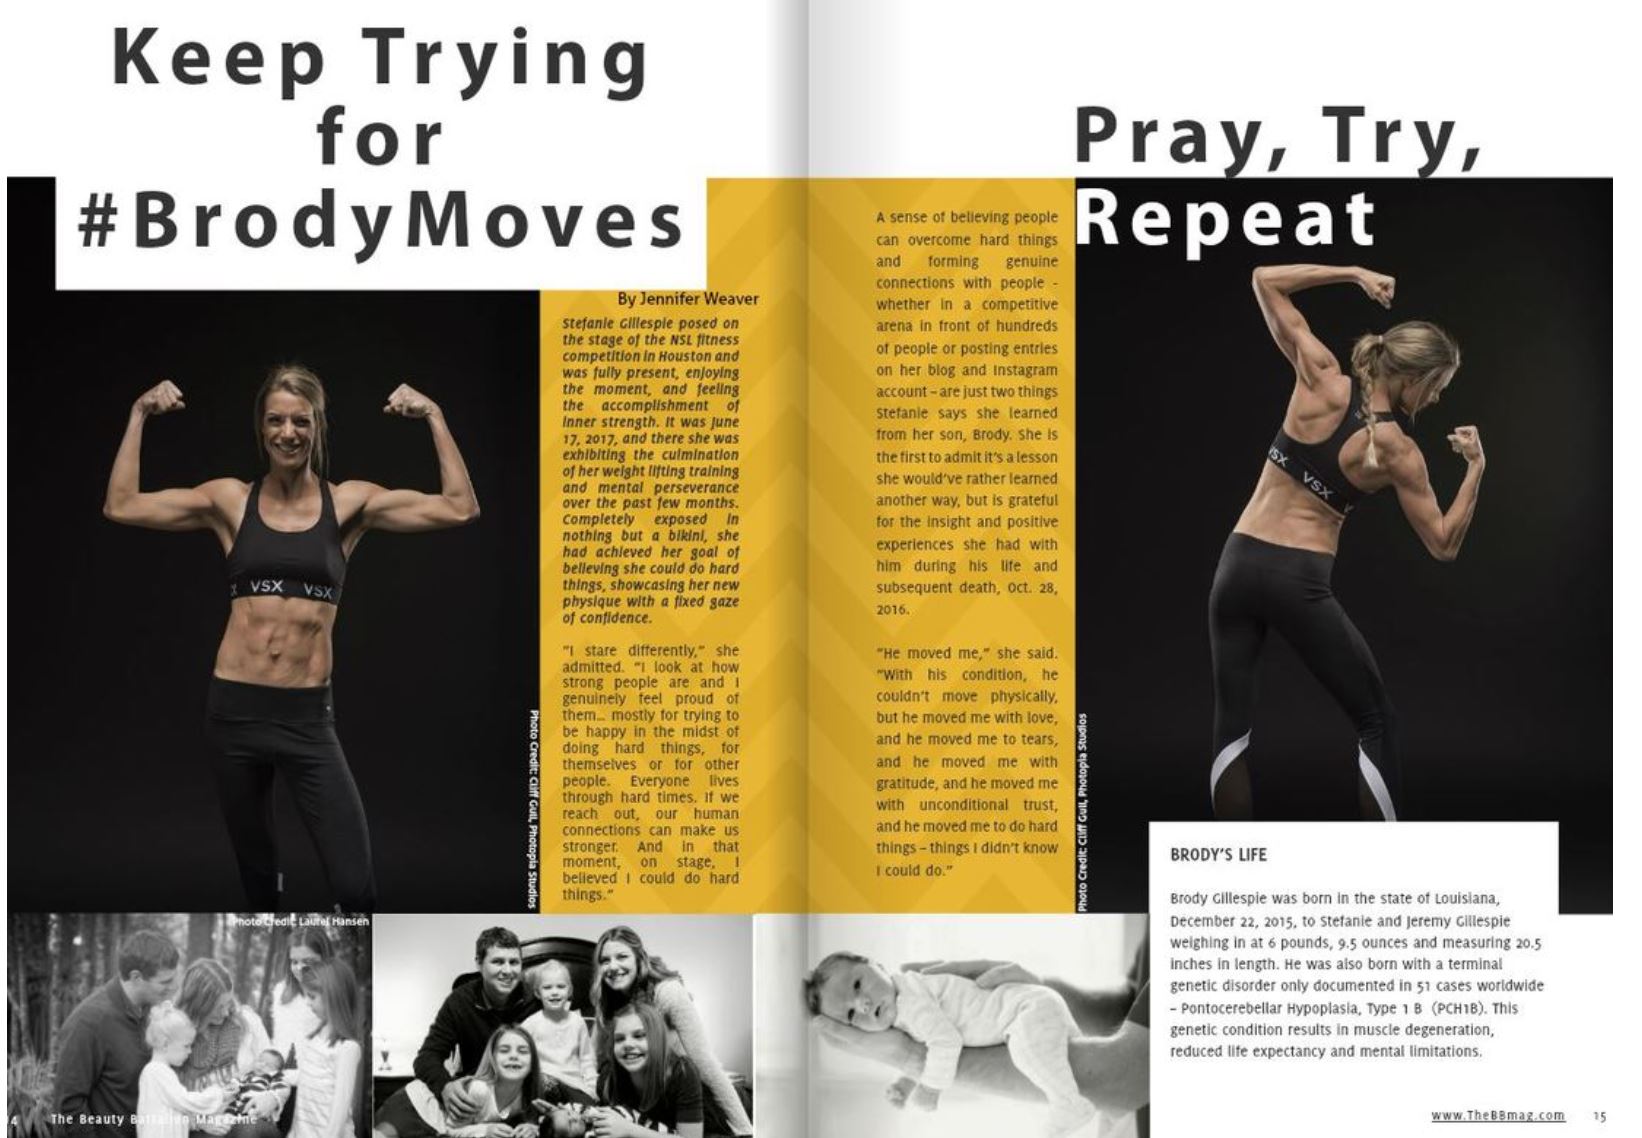 Keep Trying
for
#BrodyMoves
By Jennifer Weaver
Stefanie Gillespie posed on
the stage of the NSL fitness
competition in Houston and
was fully present, enjoying
the moment, and feeling
the accomplishment of
inner strength. It was June
17, 2017, and there she was
exhibiting the culmination
of her weight lifting training
and mental perseverance
over the past few months.
Completely exposed in
nothing but a bikini, she
had achieved her goal of
believing she could do hard
things, showcasing her new
physique with a fixed gaze
of confidence.
"I stare differently," she
admitted. "I look at how
strong people are and I
genuinely feel proud of
them... mostly for trying to
be happy in the midst of
doing hard things, for
themselves or for other
people. Everyone lives
through hard times. If we
reach out, our human
connections can make us
stronger. And in that
moment, on stage, I
believed I could do hard
things."
VSX VSX
Photo Credit: Cliff Gull, Photopia Studios
Photo Credit: Laurel Hansen
14 The Beauty Battalion Magazine
Pray, Try,
Repeat
A sense of believing people
can overcome hard things
and forming genuine
connections with people -
whether in a competitive
arena in front of hundreds
of people or posting entries
on her blog and Instagram
account – are just two things
Stefanie says she learned
from her son, Brody. She is
the first to admit it's a lesson
she would've rather learned
another way, but is grateful
for the insight and positive
experiences she had with
him during his life and
subsequent death, Oct. 28,
2016.
"He moved me," she said.
"With his condition, he
couldn't move physically,
but he moved me with love,
and he moved me to tears,
and he moved me with
gratitude, and he moved me
with unconditional trust,
and he moved me to do hard
things – things I didn't know
I could do."
VSX
Photo Credit: Cliff Gull, Photopia Studios
BRODY'S LIFE
Brody Gillespie was born in the state of Louisiana,
December 22, 2015, to Stefanie and Jeremy Gillespie
weighing in at 6 pounds, 9.5 ounces and measuring 20.5
inches in length. He was also born with a terminal
genetic disorder only documented in 51 cases worldwide
– Pontocerebellar Hypoplasia, Type 1 B (PCH1B). This
genetic condition results in muscle degeneration,
reduced life expectancy and mental limitations.
www.TheBBmag.com 15